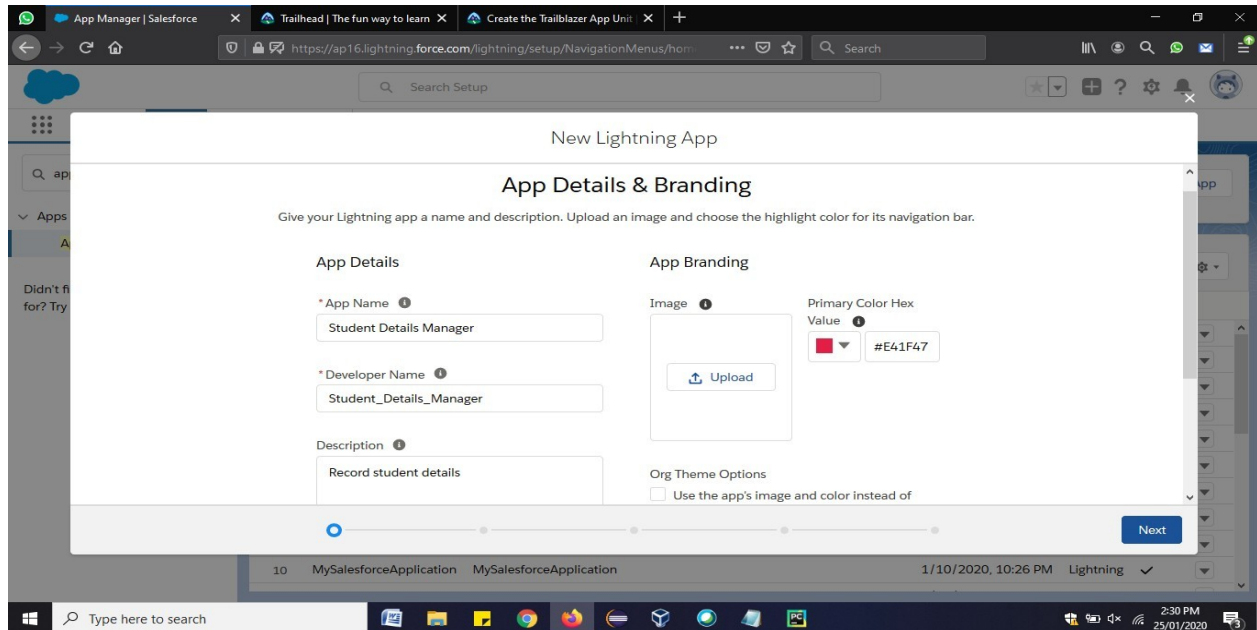 App Manager | Salesforce
Trailhead | The fun way to learn
Create the Trailblazer App Unit
https://ap16.lightning.force.com/lightning/setup/NavigationMenus/hom
Search
Search Setup
New Lightning App
App Details & Branding
Give your Lightning app a name and description. Upload an image and choose the highlight color for its navigation bar.
App Details
App Branding
*App Name
Image
Primary Color Hex
Value
Student Details Manager
#E41F47
Upload
*Developer Name
Student_Details_Manager
Description
Record student details
Org Theme Options
Use the app's image and color instead of
Next
app
Apps
A
Didn't fi
for? Try
App
10 MySalesforceApplication MySalesforceApplication 1/10/2020, 10:26 PM Lightning
Type here to search
2:30 PM
25/01/2020